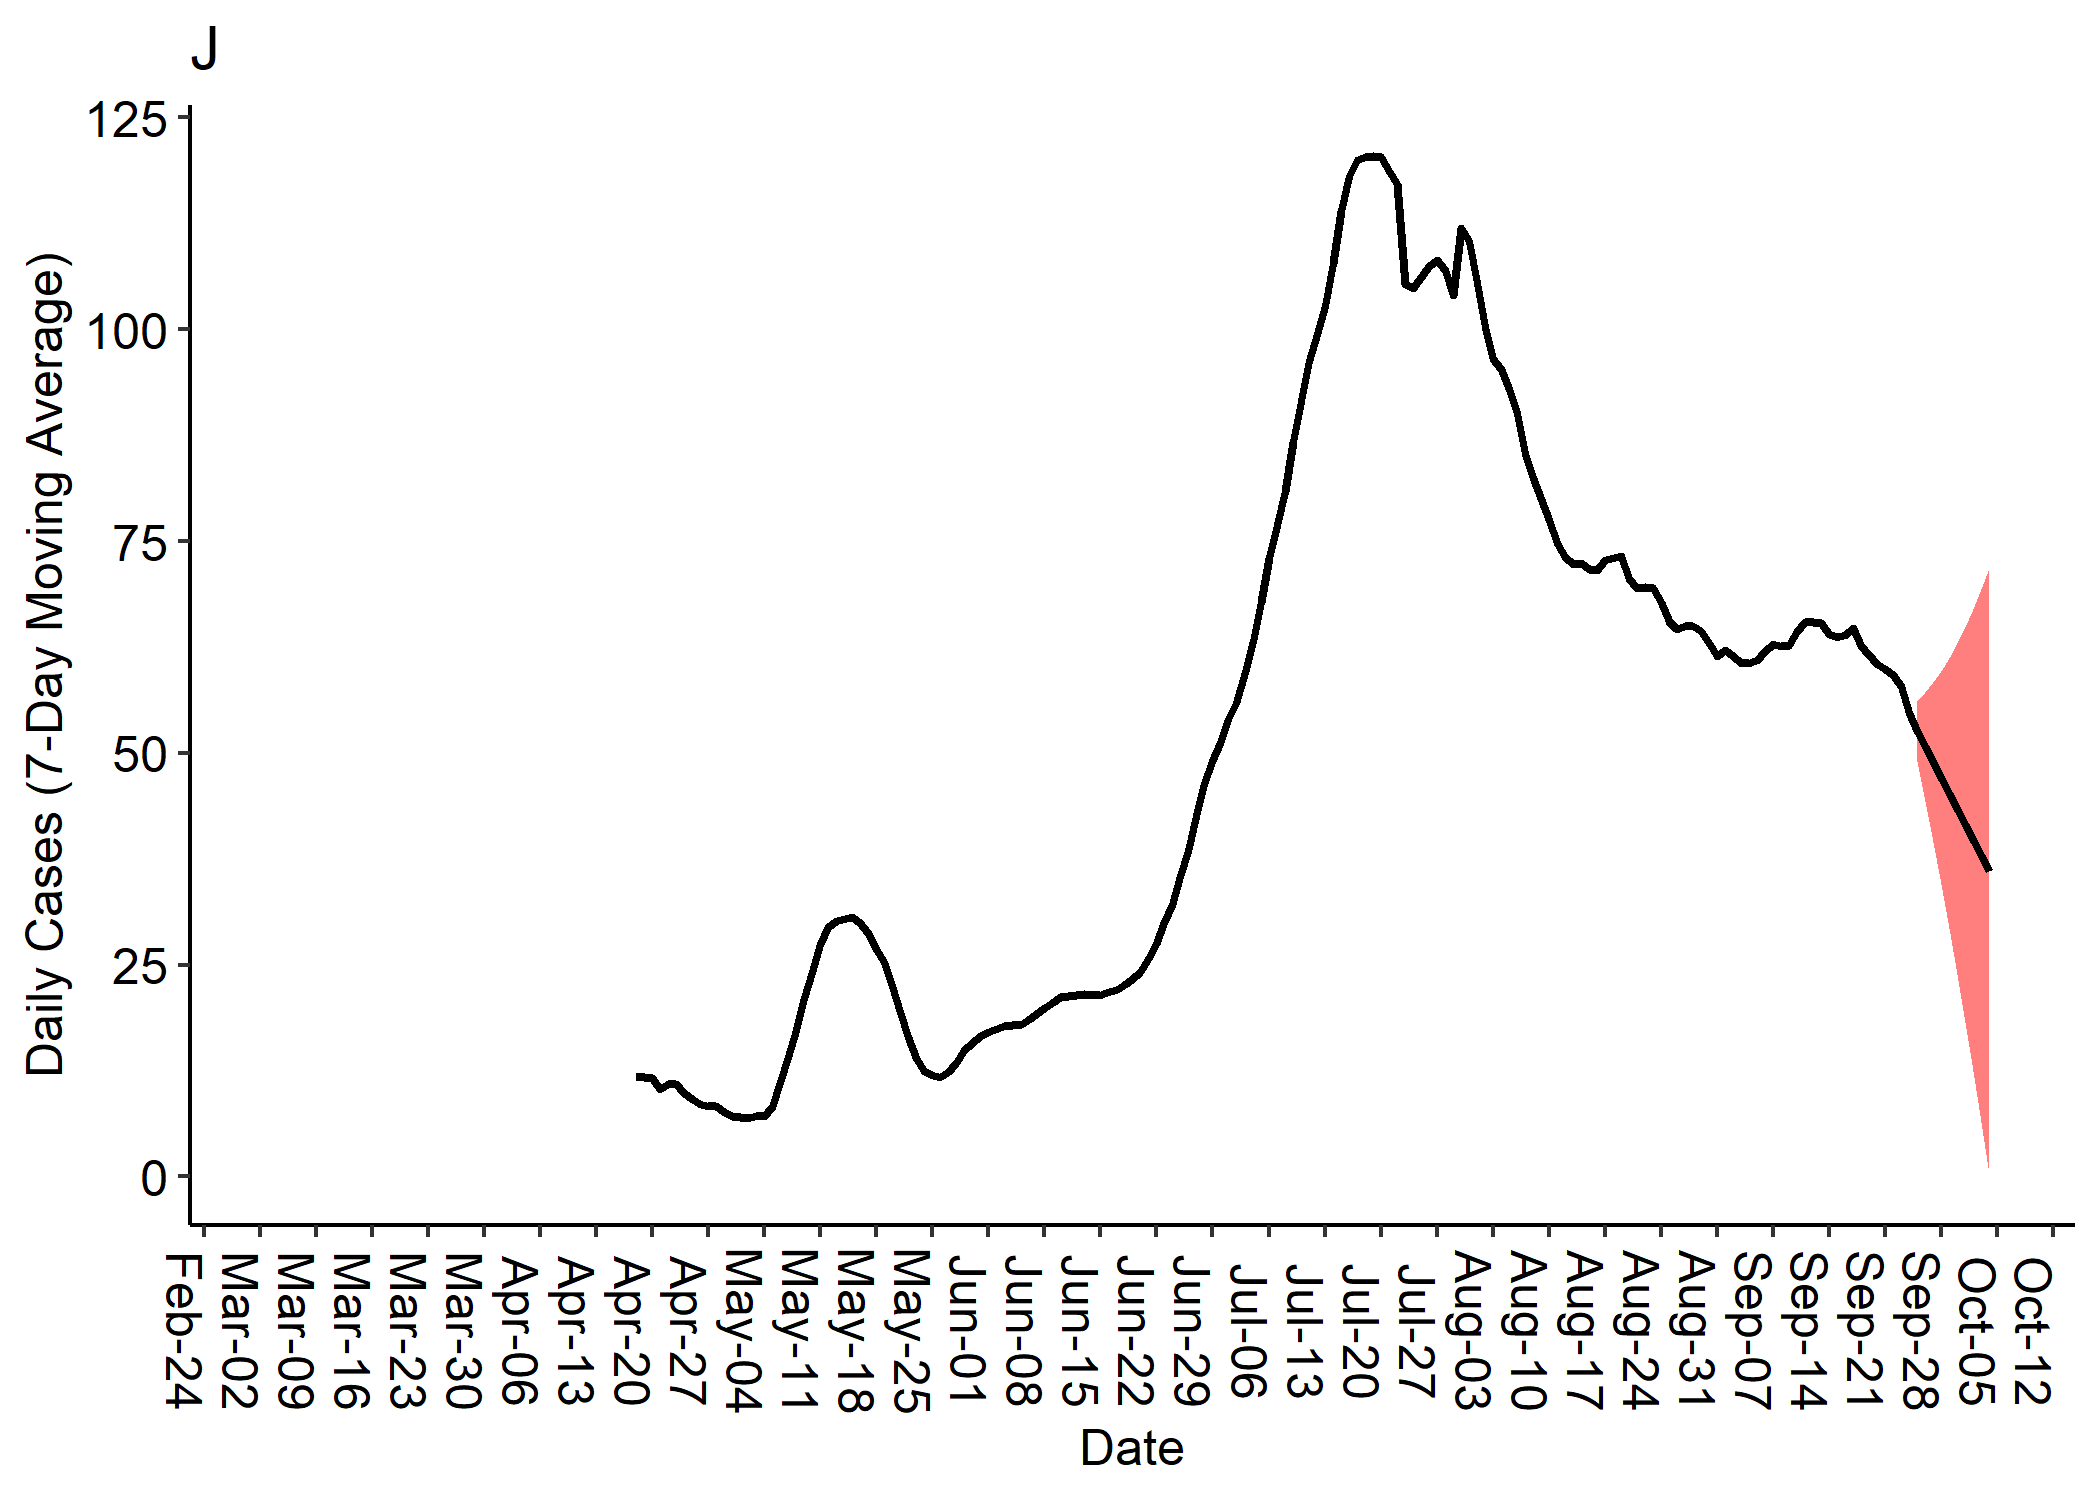 J
Daily Cases (7-Day Moving Average)
125
100
75
50
25
0
Feb-24
Mar-02
Mar-09
Mar-16
Mar-23
Mar-30
Apr-06
Apr-13
Apr-20
Apr-27
May-04
May-11
May-18
May-25
Jun-01
Jun-08
Jun-15
Jun-22
Jun-29
Jul-06
Jul-13
Jul-20
Jul-27
Aug-03
Aug-10
Aug-17
Aug-24
Aug-31
Sep-07
Sep-14
Sep-21
Sep-28
Oct-05
Oct-12
Date